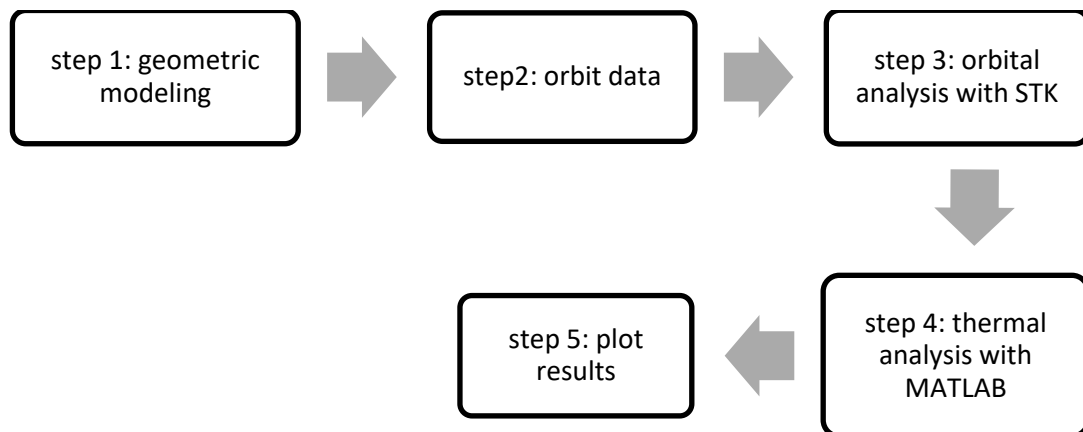 step 1: geometric
modeling
step2: orbit data
step 3: orbital
analysis with STK
step 4: thermal
analysis with
MATLAB
step 5: plot
results